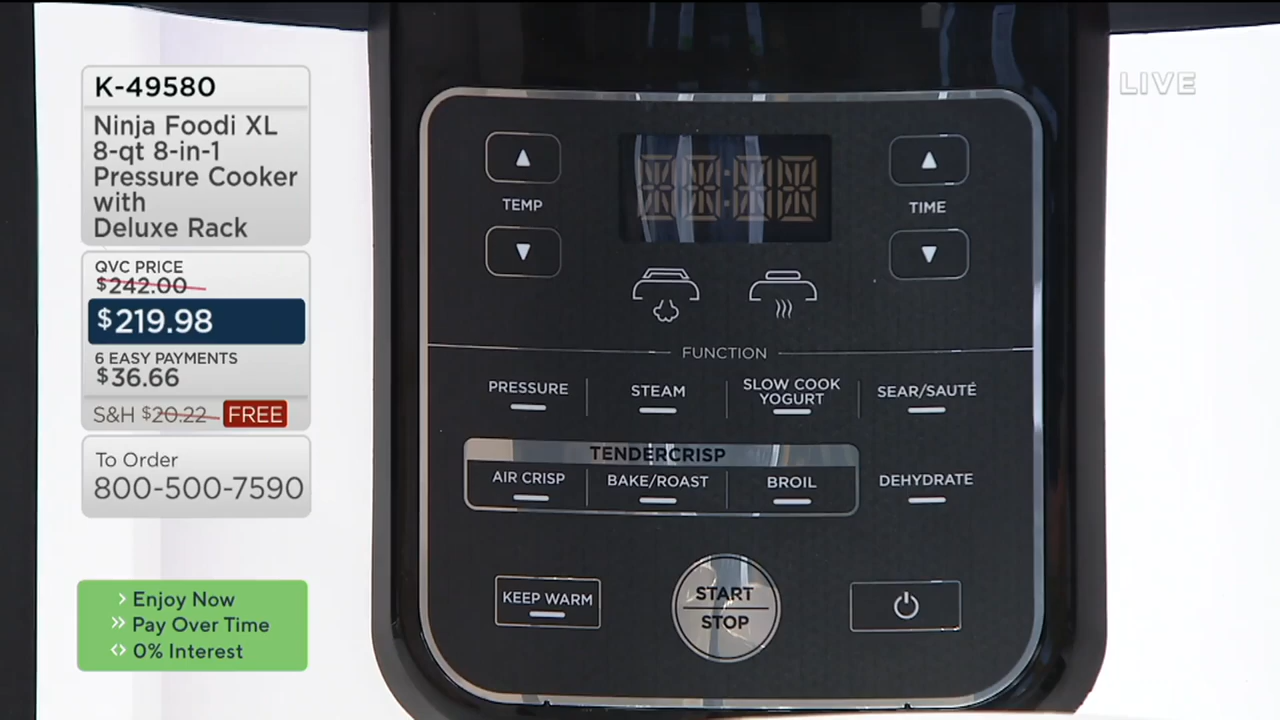 K-49580
Ninja Foodi XL
8-qt 8-in-1
Pressure Cooker
with
Deluxe Rack
QVC PRICE
$242.00
$219.98
6 EASY PAYMENTS
$36.66
S&H $20.22 FREE
To Order
800-500-7590
> Enjoy Now
>> Pay Over Time
<> 0% Interest
LIVE
TEMP
TIME
FUNCTION
PRESSURE
STEAM
SLOW COOK
YOGURT
SEAR/SAUTÉ
TENDERCRISP
AIR CRISP
BAKE/ROAST
BROIL
DEHYDRATE
KEEP WARM
START
STOP